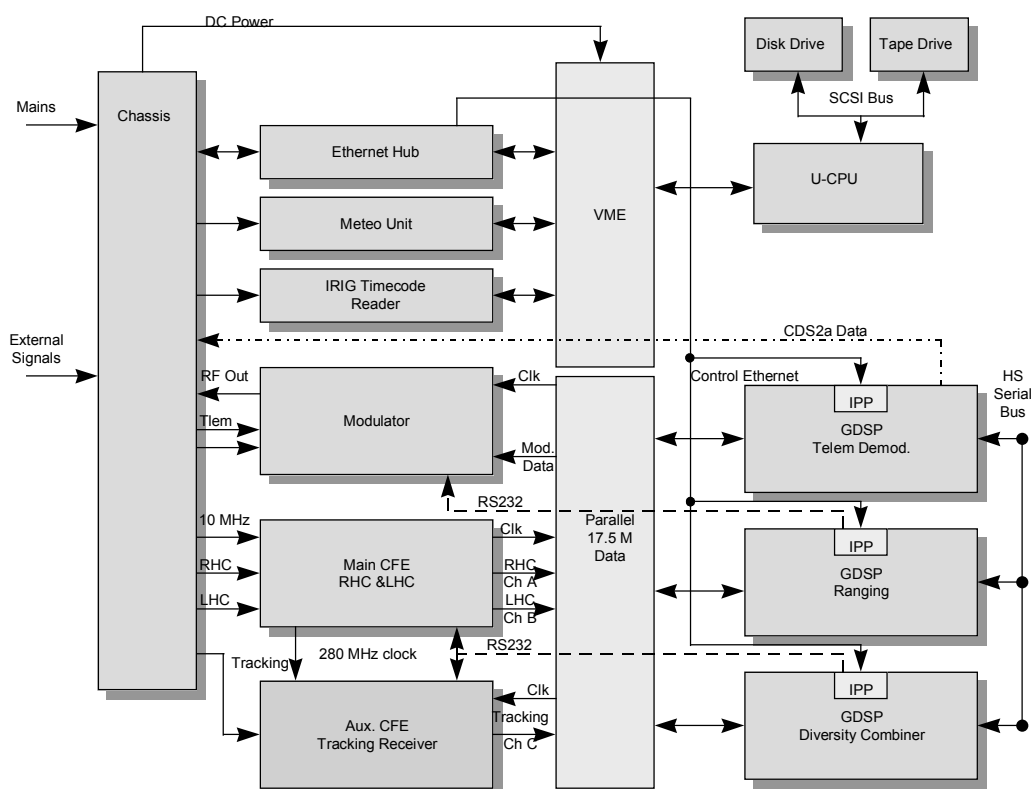 DC Power
Disk Drive
Tape Drive
Mains
Chassis
SCSI Bus
Ethernet Hub
U-CPU
Meteo Unit
VME
IRIG Timecode
Reader
External
Signals
CDS2a Data
RF Out
Clk
Control Ethernet
HS
Serial
Bus
Modulator
IPP
GDSP
Telem Demod.
Tlem
Mod.
Data
RS232
10 MHz
Clk
Parallel
17.5 M
Data
IPP
Main CFE
RHC &LHC
RHC
RHC
Ch A
GDSP
Ranging
LHC
LHC
Ch B
Tracking
280 MHz clock
RS232
Clk
IPP
Aux. CFE
Tracking Receiver
Tracking
Ch C
GDSP
Diversity Combiner